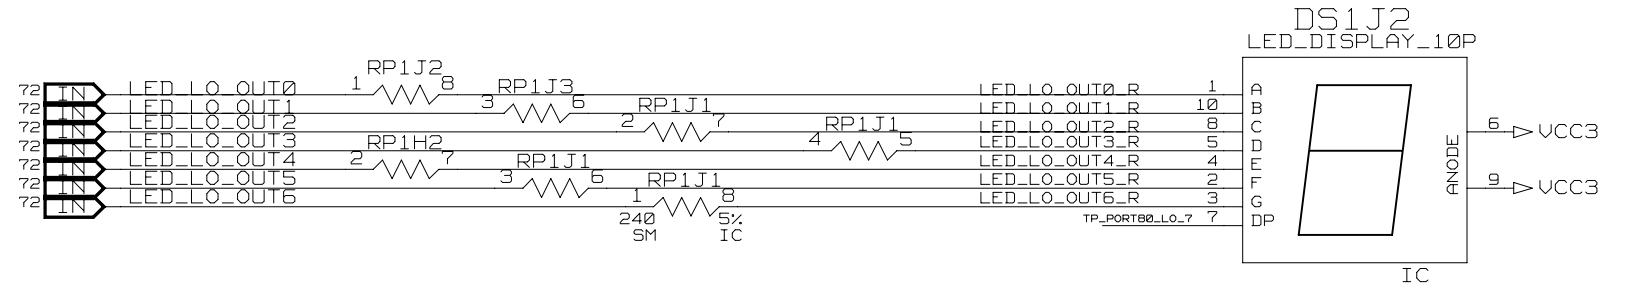 DS1J2
LED_DISPLAY_10P
72 IN LED_LO_OUT0 1 RP1J2 8 LED_LO_OUT0_R 1 A
72 IN LED_LO_OUT1 3 RP1J3 6 LED_LO_OUT1_R 10 B
72 IN LED_LO_OUT2 2 RP1J1 7 LED_LO_OUT2_R 8 C 6 VCC3
72 IN LED_LO_OUT3 4 RP1J1 5 LED_LO_OUT3_R 5 D
72 IN LED_LO_OUT4 2 RP1H2 7 LED_LO_OUT4_R 4 E
72 IN LED_LO_OUT5 3 RP1J1 6 LED_LO_OUT5_R 2 F ANODE 9 VCC3
72 IN LED_LO_OUT6 1 RP1J1 8 LED_LO_OUT6_R 3 G
240 5% TP_PORT80_LO_7 7 DP
SM IC
IC